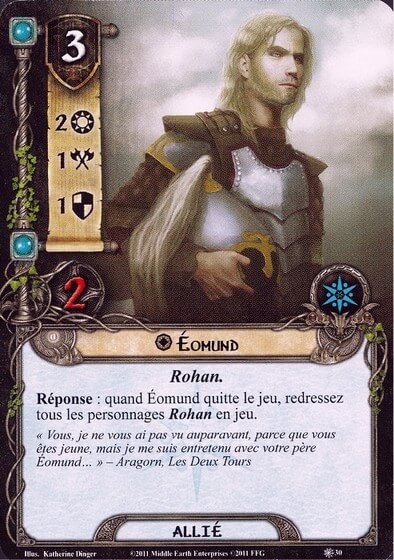 3
2
1
1
2
Éomund
Rohan.
Réponse : quand Éomund quitte le jeu, redressez
tous les personnages Rohan en jeu.
« Vous, je ne vous ai pas vu auparavant, parce que vous
êtes jeune, mais je me suis entretenu avec votre père
Éomund… » – Aragorn, Les Deux Tours
ALLIÉ
Illus. Katherine Dinger ©2011 Middle Earth Enterprises ©2011 FFG 30